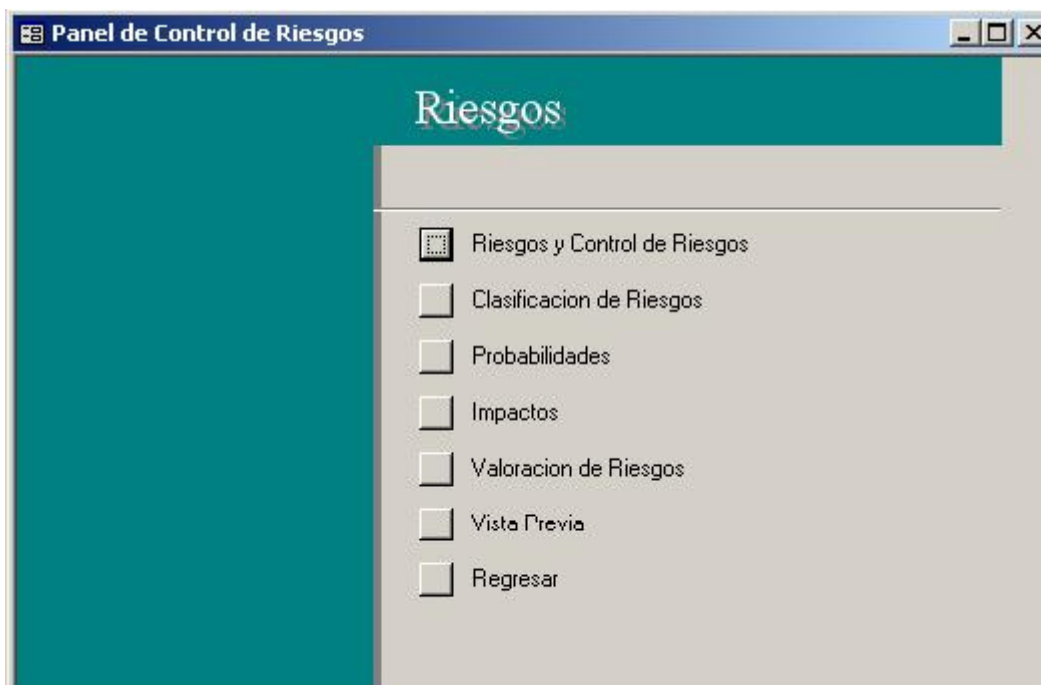 Panel de Control de Riesgos
Riesgos
Riesgos y Control de Riesgos
Clasificacion de Riesgos
Probabilidades
Impactos
Valoracion de Riesgos
Vista Previa
Regresar